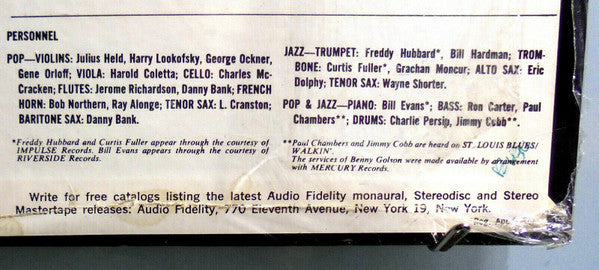 PERSONNEL
POP—VIOLINS: Julius Held, Harry Lookofsky, George Ockner,
Gene Orloff; VIOLA: Harold Coletta; CELLO: Charles Mc-
Cracken; FLUTES: Jerome Richardson, Danny Bank; FRENCH
HORN: Bob Northern, Ray Alonge; TENOR SAX: L. Cranston;
BARITONE SAX: Danny Bank.
*Freddy Hubbard and Curtis Fuller appear through the courtesy of
IMPULSE Records. Bill Evans appears through the courtesy of
RIVERSIDE Records.
JAZZ—TRUMPET: Freddy Hubbard*, Bill Hardman; TROM-
BONE: Curtis Fuller*, Grachan Moncur; ALTO SAX: Eric
Dolphy; TENOR SAX: Wayne Shorter.
POP & JAZZ—PIANO: Bill Evans*; BASS: Ron Carter, Paul
Chambers**; DRUMS: Charlie Persip, Jimmy Cobb**.
**Paul Chambers and Jimmy Cobb are heard on ST. LOUIS BLUES/
WALKIN'.
The services of Benny Golson were made available by arrangement
with MERCURY Records.
Write for free catalogs listing the latest Audio Fidelity monaural, Stereodisc and Stereo
Mastertape releases: Audio Fidelity, 770 Eleventh Avenue, New York 19, New York.